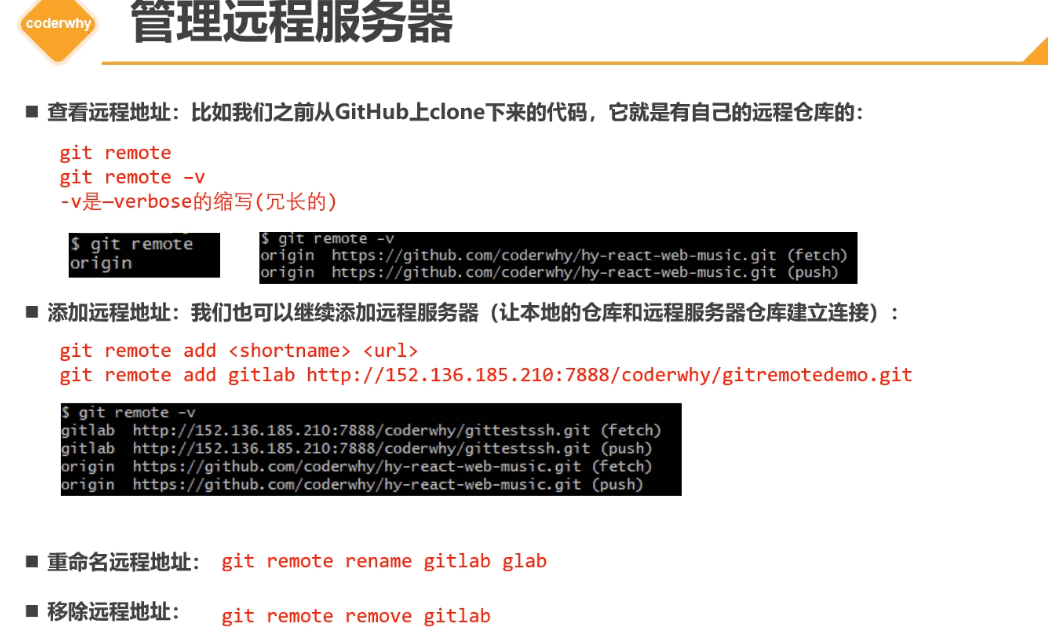 coderwhy
管理远程服务器
■ 查看远程地址：比如我们之前从GitHub上clone下来的代码，它就是有自己的远程仓库的：
git remote
git remote –v
-v是—verbose的缩写(冗长的)
$ git remote
origin
$ git remote -v
origin https://github.com/coderwhy/hy-react-web-music.git (fetch)
origin https://github.com/coderwhy/hy-react-web-music.git (push)
■ 添加远程地址：我们也可以继续添加远程服务器（让本地的仓库和远程服务器仓库建立连接）：
git remote add <shortname> <url>
git remote add gitlab http://152.136.185.210:7888/coderwhy/gitremotedemo.git
$ git remote -v
gitlab http://152.136.185.210:7888/coderwhy/gittestssh.git (fetch)
gitlab http://152.136.185.210:7888/coderwhy/gittestssh.git (push)
origin https://github.com/coderwhy/hy-react-web-music.git (fetch)
origin https://github.com/coderwhy/hy-react-web-music.git (push)
■ 重命名远程地址： git remote rename gitlab glab
■ 移除远程地址： git remote remove gitlab